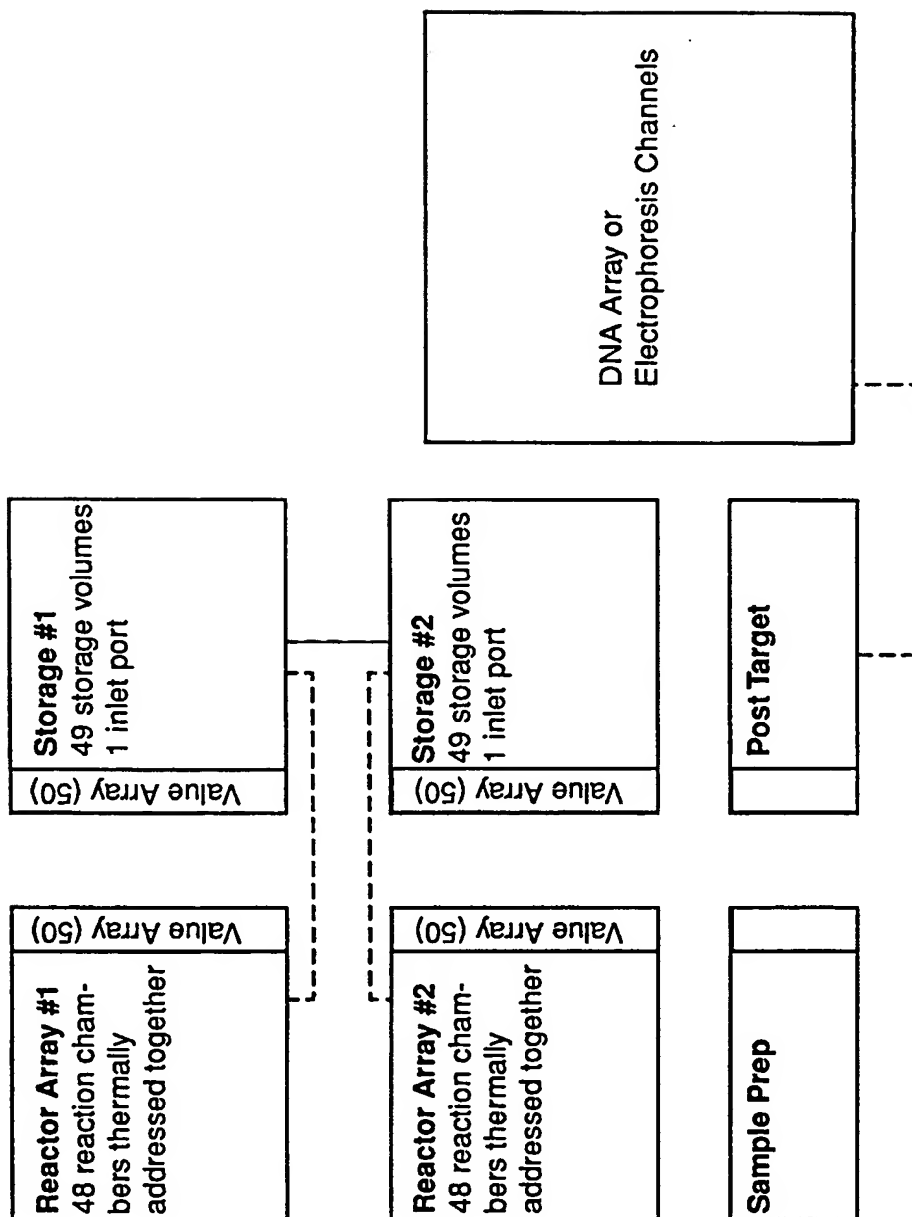 Reactor Array #1
48 reaction cham-
bers thermally
addressed together
Value Array (50)
Value Array (50)
Storage #1
49 storage volumes
1 inlet port
Reactor Array #2
48 reaction cham-
bers thermally
addressed together
Value Array (50)
Value Array (50)
Storage #2
49 storage volumes
1 inlet port
Sample Prep
Post Target
DNA Array or
Electrophoresis Channels